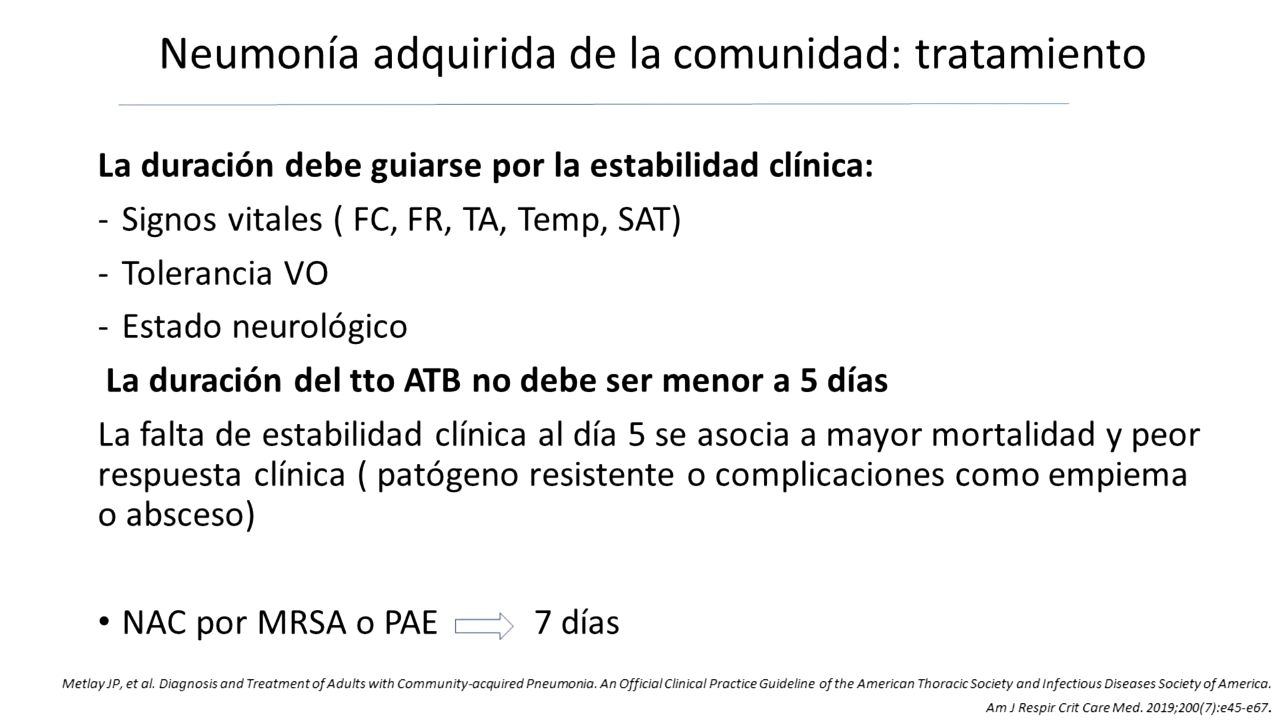 Neumonía adquirida de la comunidad: tratamiento
La duración debe guiarse por la estabilidad clínica:
- Signos vitales ( FC, FR, TA, Temp, SAT)
- Tolerancia VO
- Estado neurológico
La duración del tto ATB no debe ser menor a 5 días
La falta de estabilidad clínica al día 5 se asocia a mayor mortalidad y peor
respuesta clínica ( patógeno resistente o complicaciones como empiema
o absceso)
• NAC por MRSA o PAE 7 días
Metlay JP, et al. Diagnosis and Treatment of Adults with Community-acquired Pneumonia. An Official Clinical Practice Guideline of the American Thoracic Society and Infectious Diseases Society of America.
Am J Respir Crit Care Med. 2019;200(7):e45-e67.